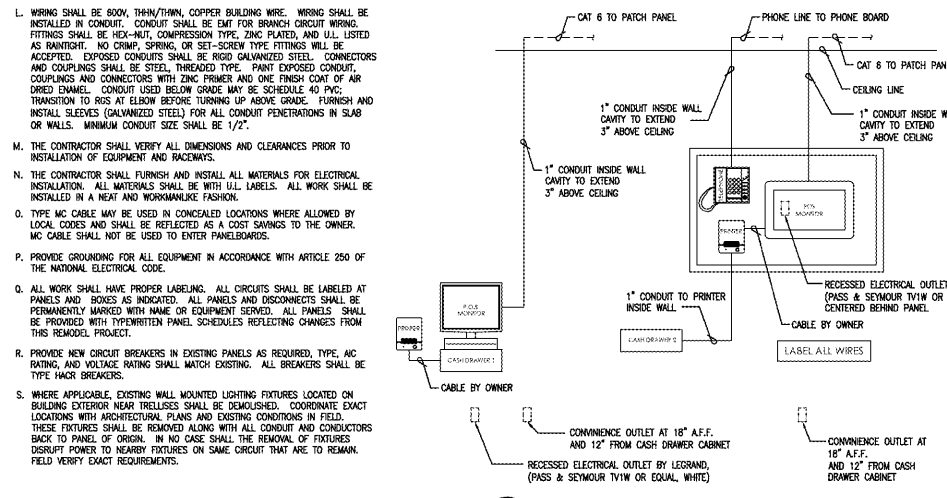 L. WIRING SHALL BE 600V, THHN/THWN, COPPER BUILDING WIRE. WIRING SHALL BE
INSTALLED IN CONDUIT. CONDUIT SHALL BE EMT FOR BRANCH CIRCUIT WIRING.
FITTINGS SHALL BE HEX-NUT, COMPRESSION TYPE, ZINC PLATED, AND U.L. LISTED
AS RAINTIGHT. NO CRIMP, SPRING, OR SET-SCREW TYPE FITTINGS WILL BE
ACCEPTED. EXPOSED CONDUITS SHALL BE RIGID GALVANIZED STEEL. CONNECTORS
AND COUPLINGS SHALL BE STEEL, THREADED TYPE. PAINT EXPOSED CONDUIT,
COUPLINGS AND CONNECTORS WITH ZINC PRIMER AND ONE FINISH COAT OF AIR
DRIED ENAMEL. CONDUIT USED BELOW GRADE MAY BE SCHEDULE 40 PVC;
TRANSITION TO RGS AT ELBOW BEFORE TURNING UP ABOVE GRADE. FURNISH AND
INSTALL SLEEVES (GALVANIZED STEEL) FOR ALL CONDUIT PENETRATIONS IN SLAB
OR WALLS. MINIMUM CONDUIT SIZE SHALL BE 1/2".
M. THE CONTRACTOR SHALL VERIFY ALL DIMENSIONS AND CLEARANCES PRIOR TO
INSTALLATION OF EQUIPMENT AND RACEWAYS.
N. THE CONTRACTOR SHALL FURNISH AND INSTALL ALL MATERIALS FOR ELECTRICAL
INSTALLATION. ALL MATERIALS SHALL BE WITH U.L. LABELS. ALL WORK SHALL BE
INSTALLED IN A NEAT AND WORKMANLIKE FASHION.
O. TYPE MC CABLE MAY BE USED IN CONCEALED LOCATIONS WHERE ALLOWED BY
LOCAL CODES AND SHALL BE REFLECTED AS A COST SAVINGS TO THE OWNER.
MC CABLE SHALL NOT BE USED TO ENTER PANELBOARDS.
P. PROVIDE GROUNDING FOR ALL EQUIPMENT IN ACCORDANCE WITH ARTICLE 250 OF
THE NATIONAL ELECTRICAL CODE.
Q. ALL WORK SHALL HAVE PROPER LABELING. ALL CIRCUITS SHALL BE LABELED AT
PANELS AND BOXES AS INDICATED. ALL PANELS AND DISCONNECTS SHALL BE
PERMANENTLY MARKED WITH NAME OR EQUIPMENT SERVED. ALL PANELS SHALL
BE PROVIDED WITH TYPEWRITTEN PANEL SCHEDULES REFLECTING CHANGES FROM
THIS REMODEL PROJECT.
R. PROVIDE NEW CIRCUIT BREAKERS IN EXISTING PANELS AS REQUIRED, TYPE, AIC
RATING, AND VOLTAGE RATING SHALL MATCH EXISTING. ALL BREAKERS SHALL BE
TYPE HACR BREAKERS.
S. WHERE APPLICABLE, EXISTING WALL MOUNTED LIGHTING FIXTURES LOCATED ON
BUILDING EXTERIOR NEAR TRELLISES SHALL BE DEMOLISHED. COORDINATE EXACT
LOCATIONS WITH ARCHITECTURAL PLANS AND EXISTING CONDITIONS IN FIELD.
THESE FIXTURES SHALL BE REMOVED ALONG WITH ALL CONDUIT AND CONDUCTORS
BACK TO PANEL OF ORIGIN. IN NO CASE SHALL THE REMOVAL OF FIXTURES
DISRUPT POWER TO NEARBY FIXTURES ON SAME CIRCUIT THAT ARE TO REMAIN.
FIELD VERIFY EXACT REQUIREMENTS.
CAT 6 TO PATCH PANEL
1" CONDUIT INSIDE WALL
CAVITY TO EXTEND
3" ABOVE CEILING
P.O.S
MONITOR
PRINTER
CASH DRAWER 1
CABLE BY OWNER
CONVINIENCE OUTLET AT 18" A.F.F.
AND 12" FROM CASH DRAWER CABINET
RECESSED ELECTRICAL OUTLET BY LEGRAND,
(PASS & SEYMOUR TV1W OR EQUAL, WHITE)
PHONE LINE TO PHONE BOARD
CAT 6 TO PATCH PAN
CEILING LINE
1" CONDUIT INSIDE WALL
CAVITY TO EXTEND
3" ABOVE CEILING
1" CONDUIT INSIDE W
CAVITY TO EXTEND
3" ABOVE CEILING
POS
MONITOR
PRINTER
RECESSED ELECTRICAL OUTLET
(PASS & SEYMOUR TV1W OR
CENTERED BEHIND PANEL
1" CONDUIT TO PRINTER
INSIDE WALL
CABLE BY OWNER
CASH DRAWER 2
LABEL ALL WIRES
CONVINENCE OUTLET AT
18" A.F.F.
AND 12" FROM CASH
DRAWER CABINET